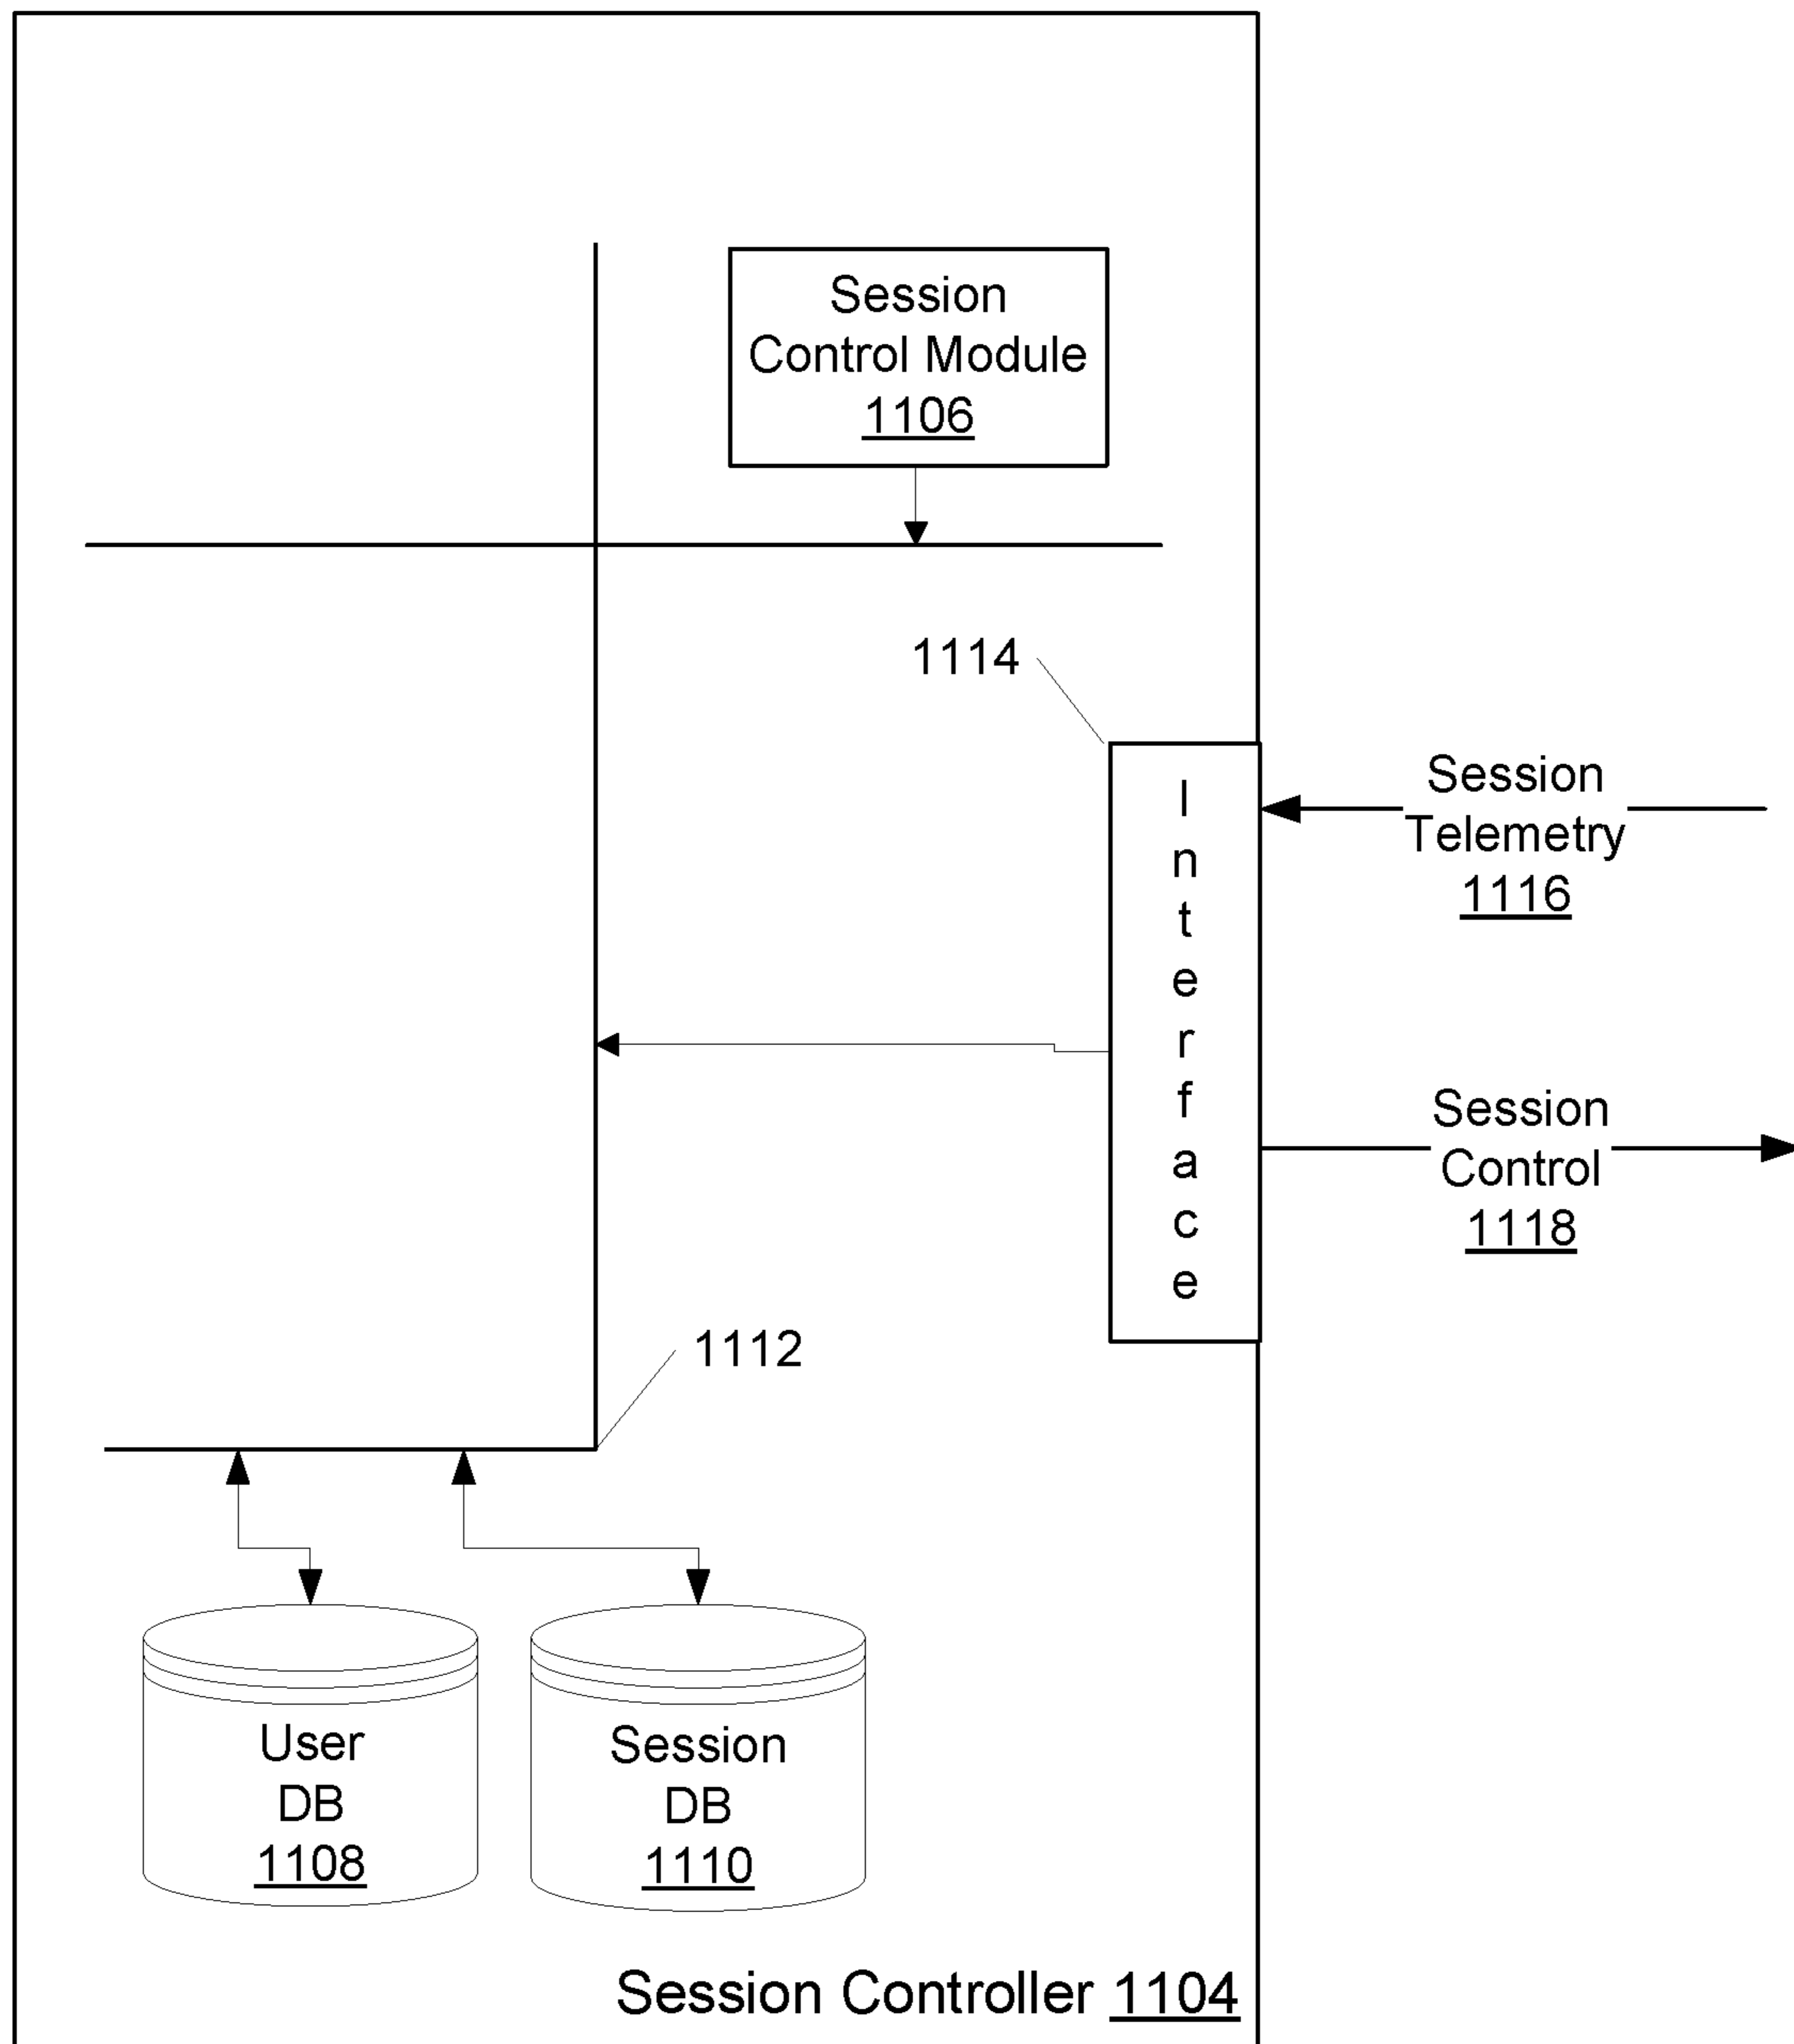 Session
Control Module
1106
1114
Interface
Session
Telemetry
1116
Session
Control
1118
1112
User
DB
1108
Session
DB
1110
Session Controller 1104